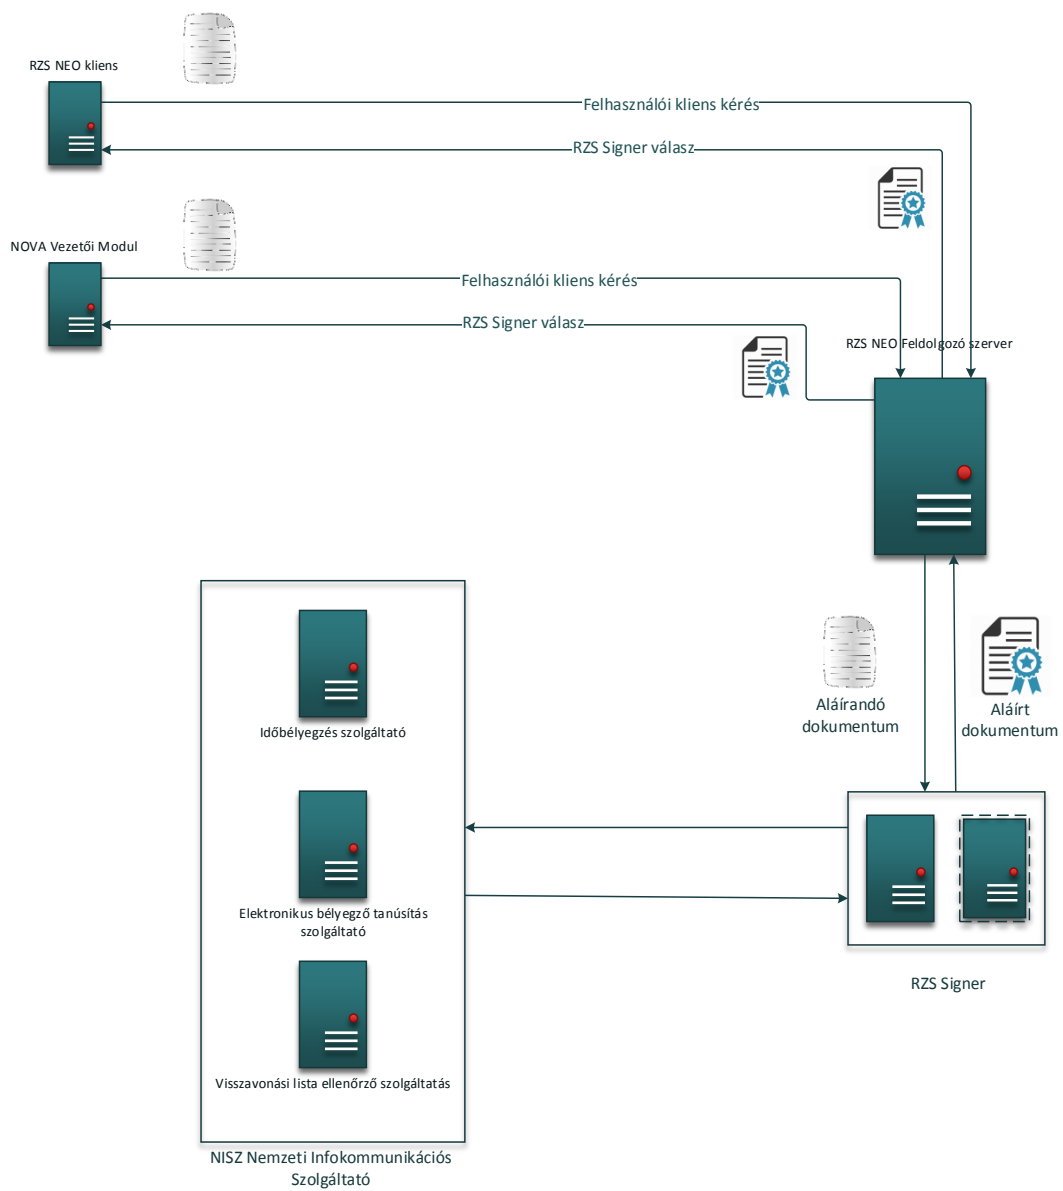 RZS NEO kliens
Felhasználói kliens kérés
RZS Signer válasz
NOVA Vezetői Modul
Felhasználói kliens kérés
RZS Signer válasz
RZS NEO Feldolgozó szerver
Aláírandó
dokumentum
Aláírt
dokumentum
Időbélyegzés szolgáltató
Elektronikus bélyegző tanúsítás
szolgáltató
RZS Signer
Visszavonási lista ellenőrző szolgáltatás
NISZ Nemzeti Infokommunikációs
Szolgáltató